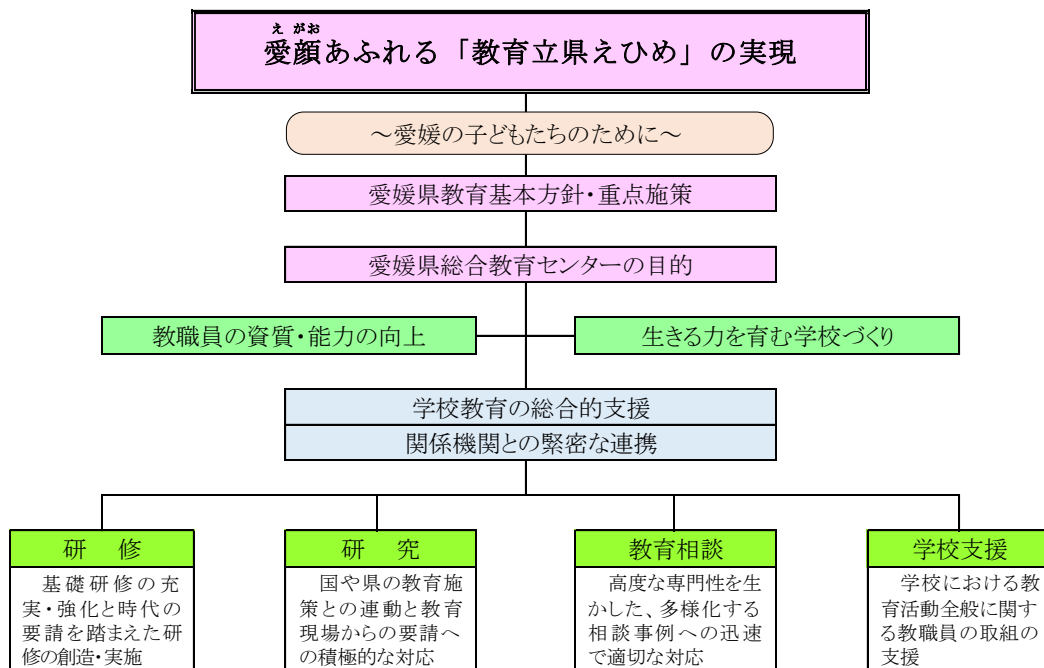 え がお
愛顔あふれる「教育立県えひめ」の実現
～愛媛の子どもたちのために～
愛媛県教育基本方針・重点施策
愛媛県総合教育センターの目的
教職員の資質・能力の向上
生きる力を育む学校づくり
学校教育の総合的支援
関係機関との緊密な連携
研　修
基礎研修の充
実・強化と時代の
要請を踏まえた研
修の創造・実施
研　究
国や県の教育施
策との連動と教育
現場からの要請へ
の積極的な対応
教育相談
高度な専門性を生
かした、多様化する
相談事例への迅速
で適切な対応
学校支援
学校における教
育活動全般に関す
る教職員の取組の
支援